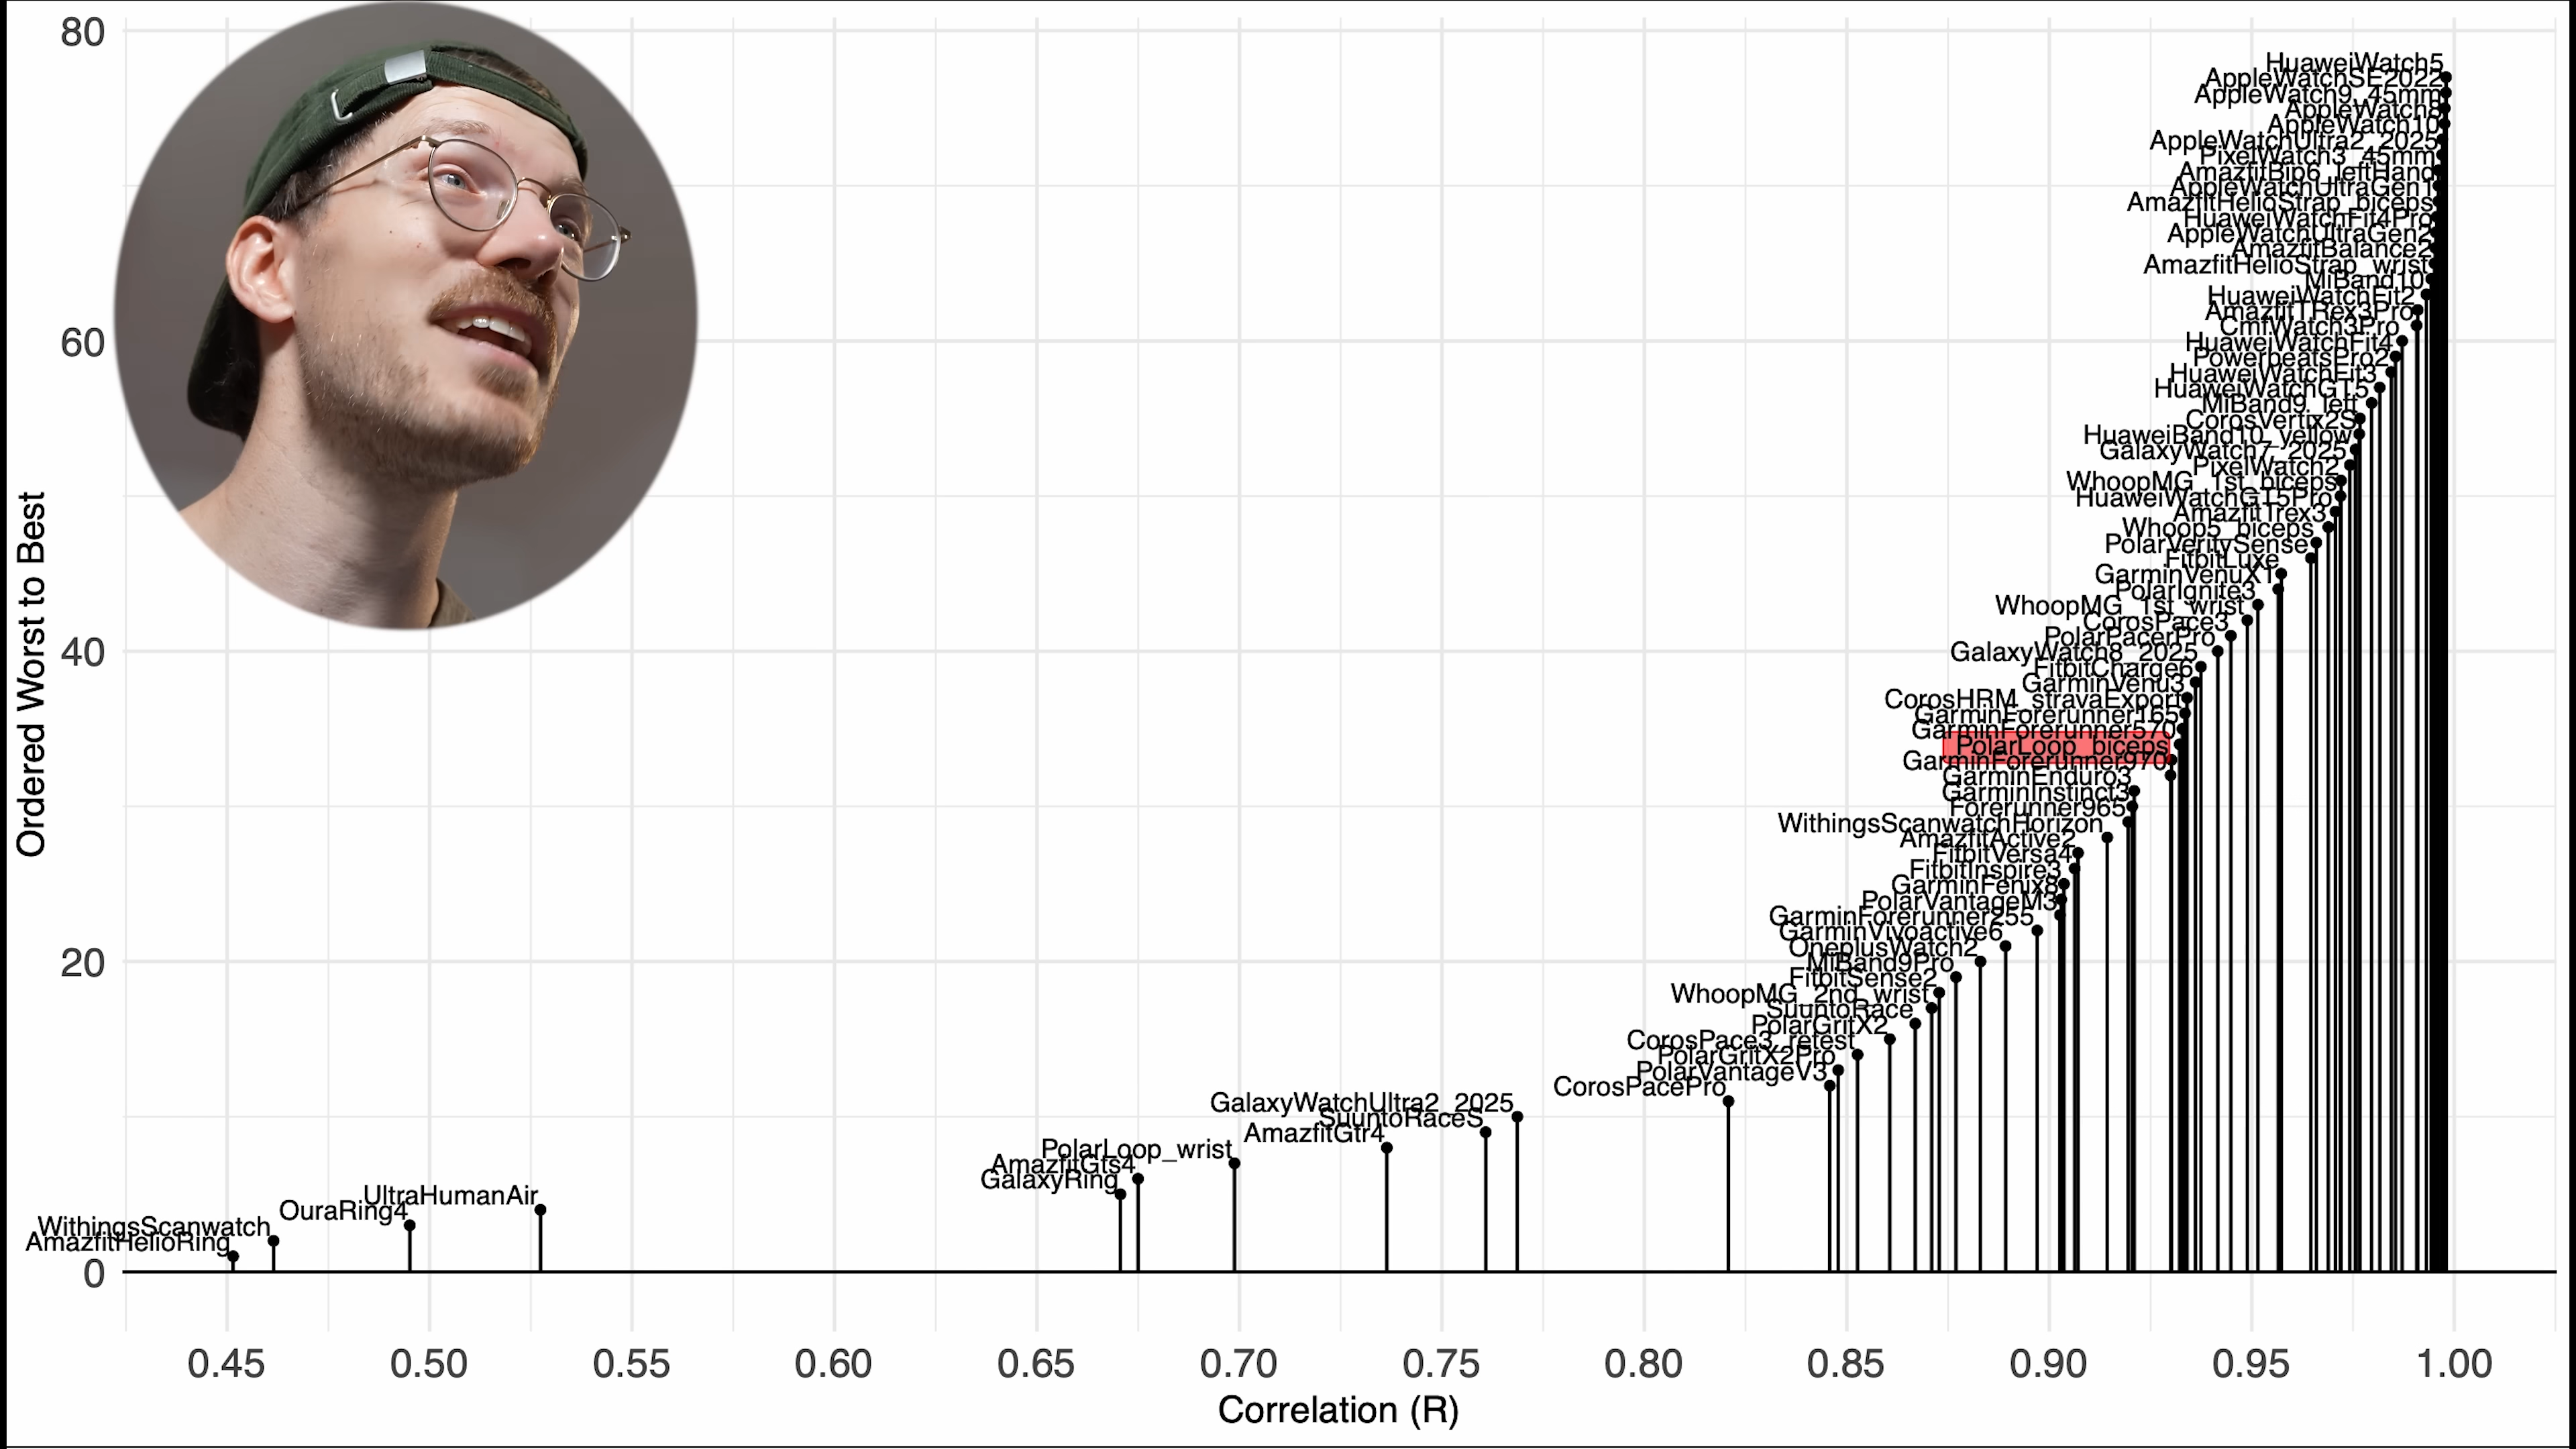 80
60
40
20
0
Ordered Worst to Best
HuaweiWatch5
AppleWatchSE2022
AppleWatch9_45mm
AppleWatch8
AppleWatch10
AppleWatchUltra2_2025
PixelWatch3_45mm
AmazfitBip6_leftHand
AppleWatchUltraGen1
AmazfitHelioStrap_biceps
HuaweiWatchFit4Pro
AppleWatchUltraGen2
AmazfitBalance2
AmazfitHelioStrap_wrist
MiBand10
HuaweiWatchFit2
AmazfitTRex3Pro
CmfWatch3Pro
HuaweiWatchFit4
PowerbeatsPro2
HuaweiWatchFit3
HuaweiWatchGT5
MiBand9_left
CorosVertix2S
HuaweiBand10_yellow
GalaxyWatch7_2025
PixelWatch2
WhoopMG_1st_biceps
HuaweiWatchGT5Pro
AmazfitTrex3
Whoop5_biceps
PolarVeritySense
FitbitLuxe
GarminVenuX1
PolarIgnite3
WhoopMG_1st_wrist
CorosPace3
PolarPacerPro
GalaxyWatch8_2025
FitbitCharge6
GarminVenu3
CorosHRM_stravaExport
GarminForerunner165
GarminForerunner570
PolarLoop_biceps
GarminForerunner970
GarminEnduro3
GarminInstinct3
Forerunner965
WithingsScanwatchHorizon
AmazfitActive2
FitbitVersa4
FitbitInspire3
GarminFenix8
PolarVantageM3
GarminForerunner255
GarminVivoactive6
OneplusWatch2
MiBand9Pro
FitbitSense2
WhoopMG_2nd_wrist
SuuntoRace
PolarGritX2
CorosPace3_retest
PolarGritX2Pro
PolarVantageV3
CorosPacePro
GalaxyWatchUltra2_2025
SuuntoRaceS
AmazfitGtr4
PolarLoop_wrist
AmazfitGts4
GalaxyRing
UltraHumanAir
OuraRing4
WithingsScanwatch
AmazfitHelioRing
0.45 0.50 0.55 0.60 0.65 0.70 0.75 0.80 0.85 0.90 0.95 1.00
Correlation (R)